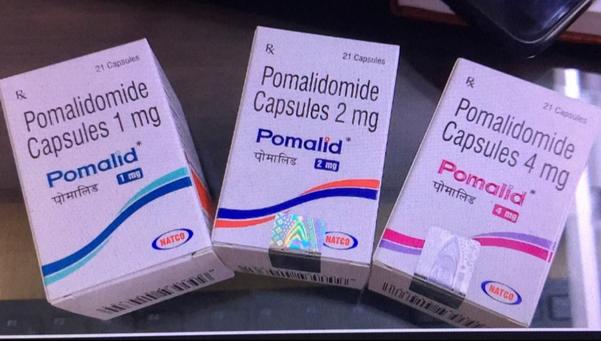 ℞ 21 Capsules
Pomalidomide
Capsules 1 mg
Pomalid*
पोमालिड 1 mg
NATCO
℞ 21 Capsules
Pomalidomide
Capsules 2 mg
Pomalid*
पोमालिड 2 mg
NATCO
℞ 21 Capsules
Pomalidomide
Capsules 4 mg
Pomalid*
पोमालिड 4 mg
NATCO